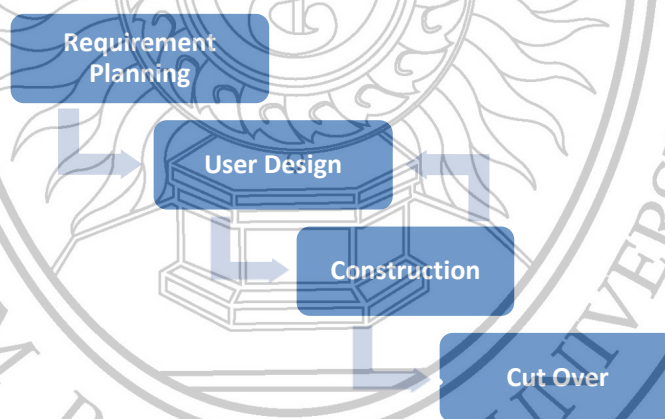 Requirement
Planning
User Design
Construction
Cut Over